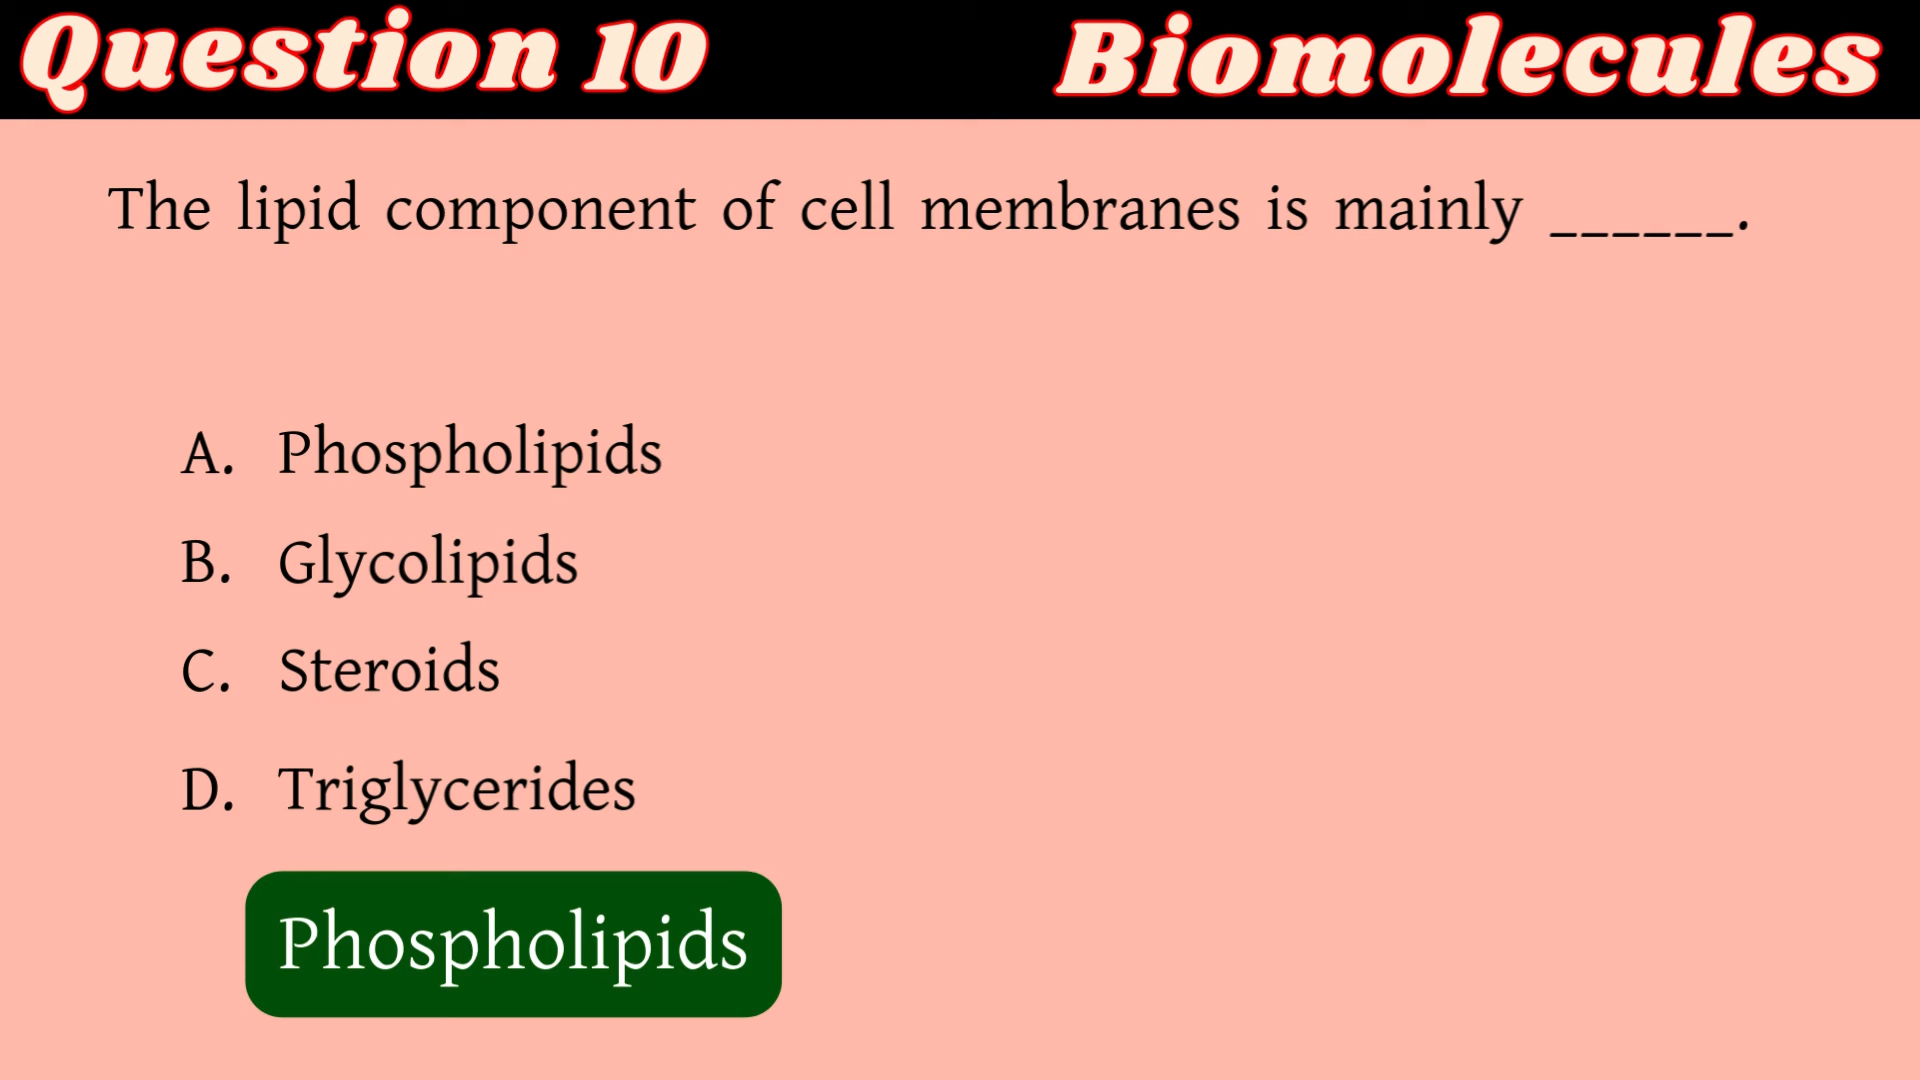 Question 10
Biomolecules
The lipid component of cell membranes is mainly ______.
A. Phospholipids
B. Glycolipids
C. Steroids
D. Triglycerides
Phospholipids